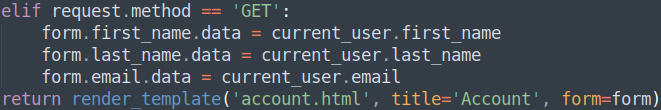 elif request.method == 'GET':
    form.first_name.data = current_user.first_name
    form.last_name.data = current_user.last_name
    form.email.data = current_user.email
return render_template('account.html', title='Account', form=form)